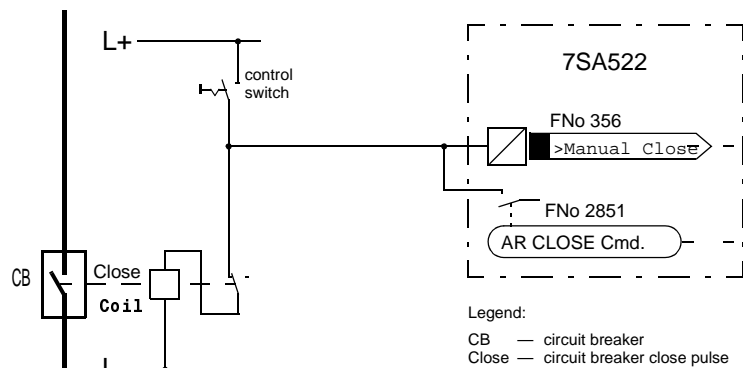 L+
control
switch
7SA522
FNo 356
>Manual Close
FNo 2851
AR CLOSE Cmd.
CB
Close
Coil
Legend:
CB — circuit breaker
Close — circuit breaker close pulse